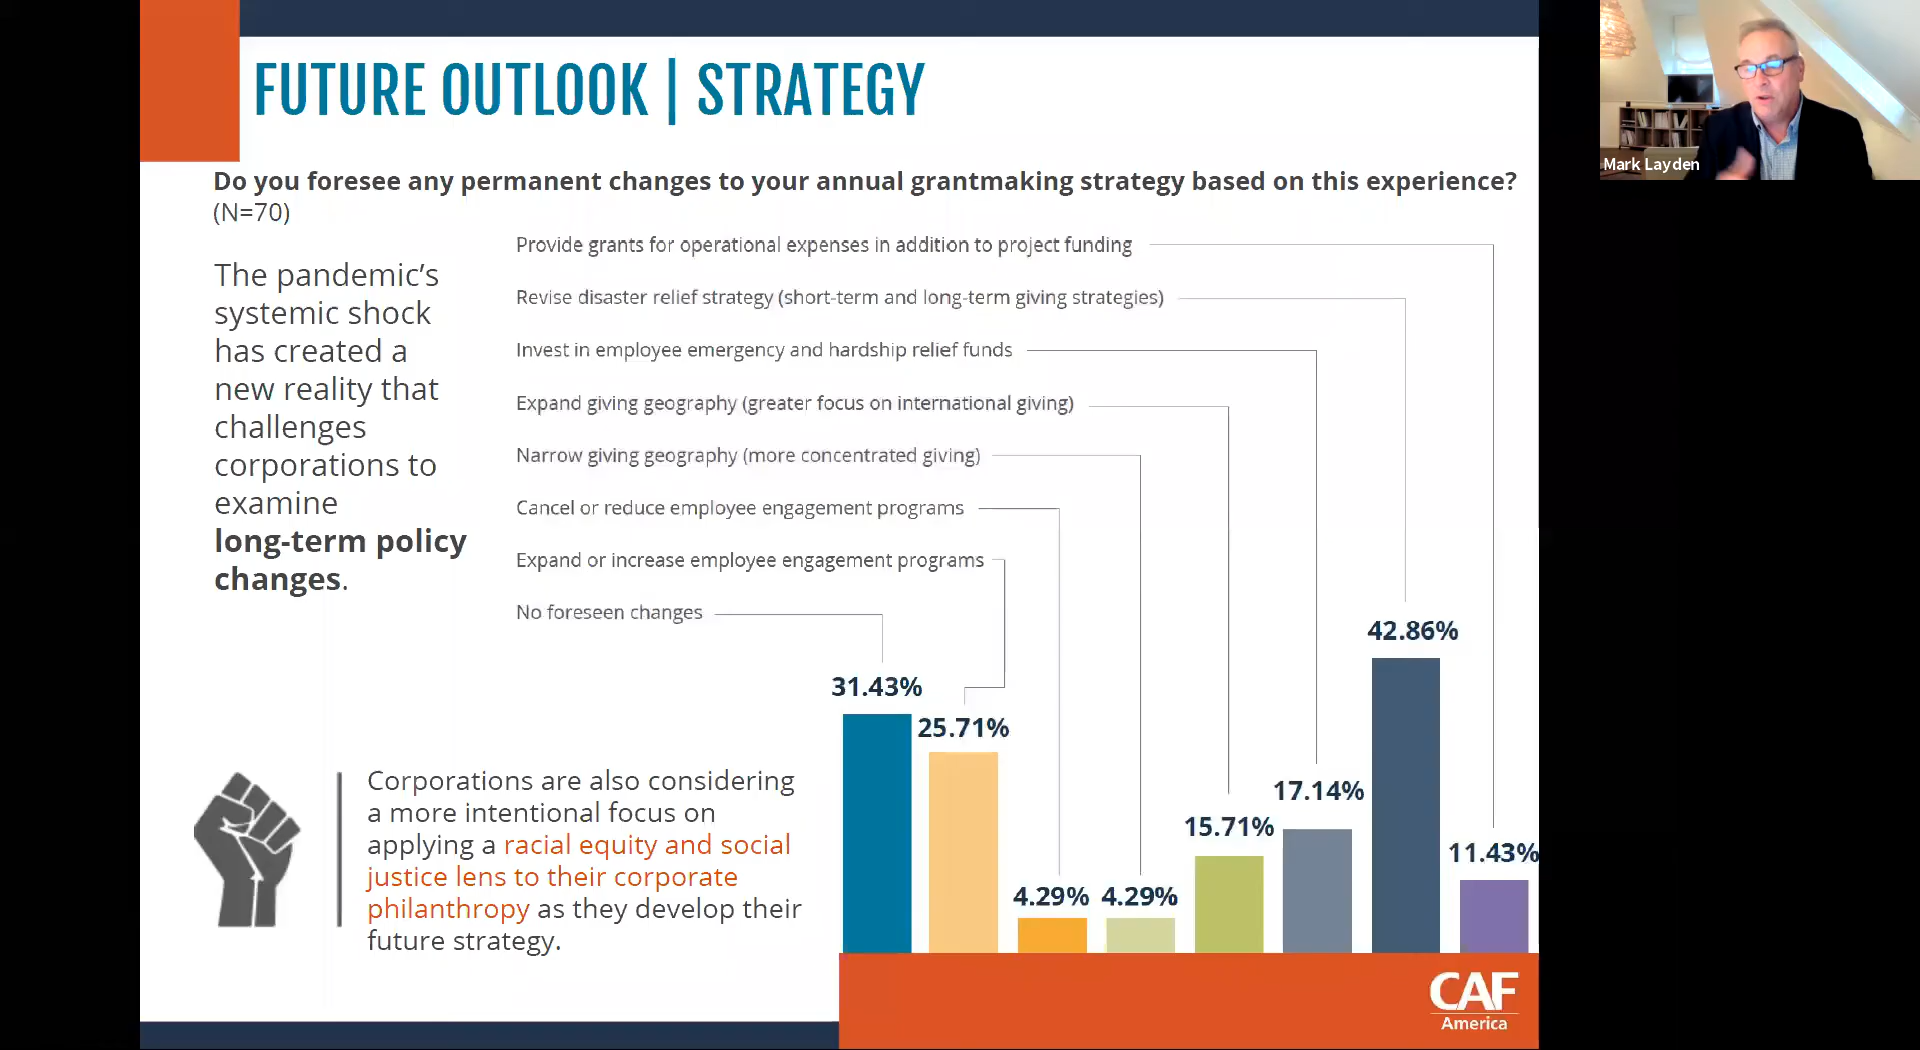 FUTURE OUTLOOK | STRATEGY
Do you foresee any permanent changes to your annual grantmaking strategy based on this experience?
(N=70)
The pandemic's
systemic shock
has created a
new reality that
challenges
corporations to
examine
long-term policy
changes.
Provide grants for operational expenses in addition to project funding
Revise disaster relief strategy (short-term and long-term giving strategies)
Invest in employee emergency and hardship relief funds
Expand giving geography (greater focus on international giving)
Narrow giving geography (more concentrated giving)
Cancel or reduce employee engagement programs
Expand or increase employee engagement programs
No foreseen changes
31.43%
25.71%
4.29%
4.29%
15.71%
17.14%
42.86%
11.43%
Corporations are also considering
a more intentional focus on
applying a racial equity and social
justice lens to their corporate
philanthropy as they develop their
future strategy.
CAF
America
Mark Layden